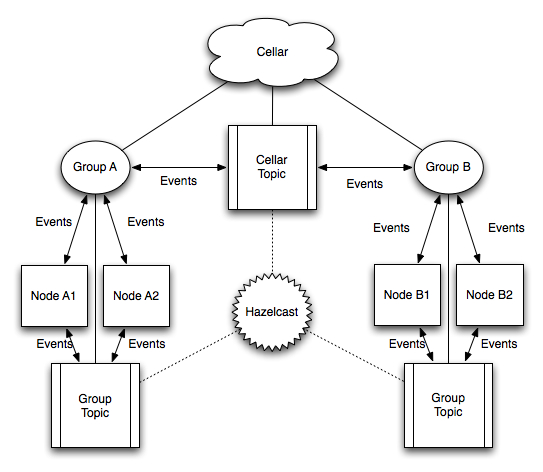 Cellar
Cellar
Topic
Group A
Group B
Events
Events
Events
Events
Events
Events
Node A1
Node A2
Node B1
Node B2
Hazelcast
Events
Events
Events
Events
Group
Topic
Group
Topic